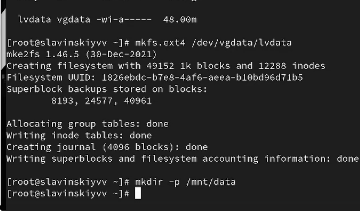 lvdata vgdata -wi-a----- 48.00m
[root@slavinskiyvv ~]# mkfs.ext4 /dev/vgdata/lvdata
mke2fs 1.46.5 (30-Dec-2021)
Creating filesystem with 49152 1k blocks and 12288 inodes
Filesystem UUID: 1826ebdc-b7e8-4af6-aeea-b10bd96d71b5
Superblock backups stored on blocks:
8193, 24577, 40961
Allocating group tables: done
Writing inode tables: done
Creating journal (4096 blocks): done
Writing superblocks and filesystem accounting information: done
[root@slavinskiyvv ~]# mkdir -p /mnt/data
[root@slavinskiyvv ~]#